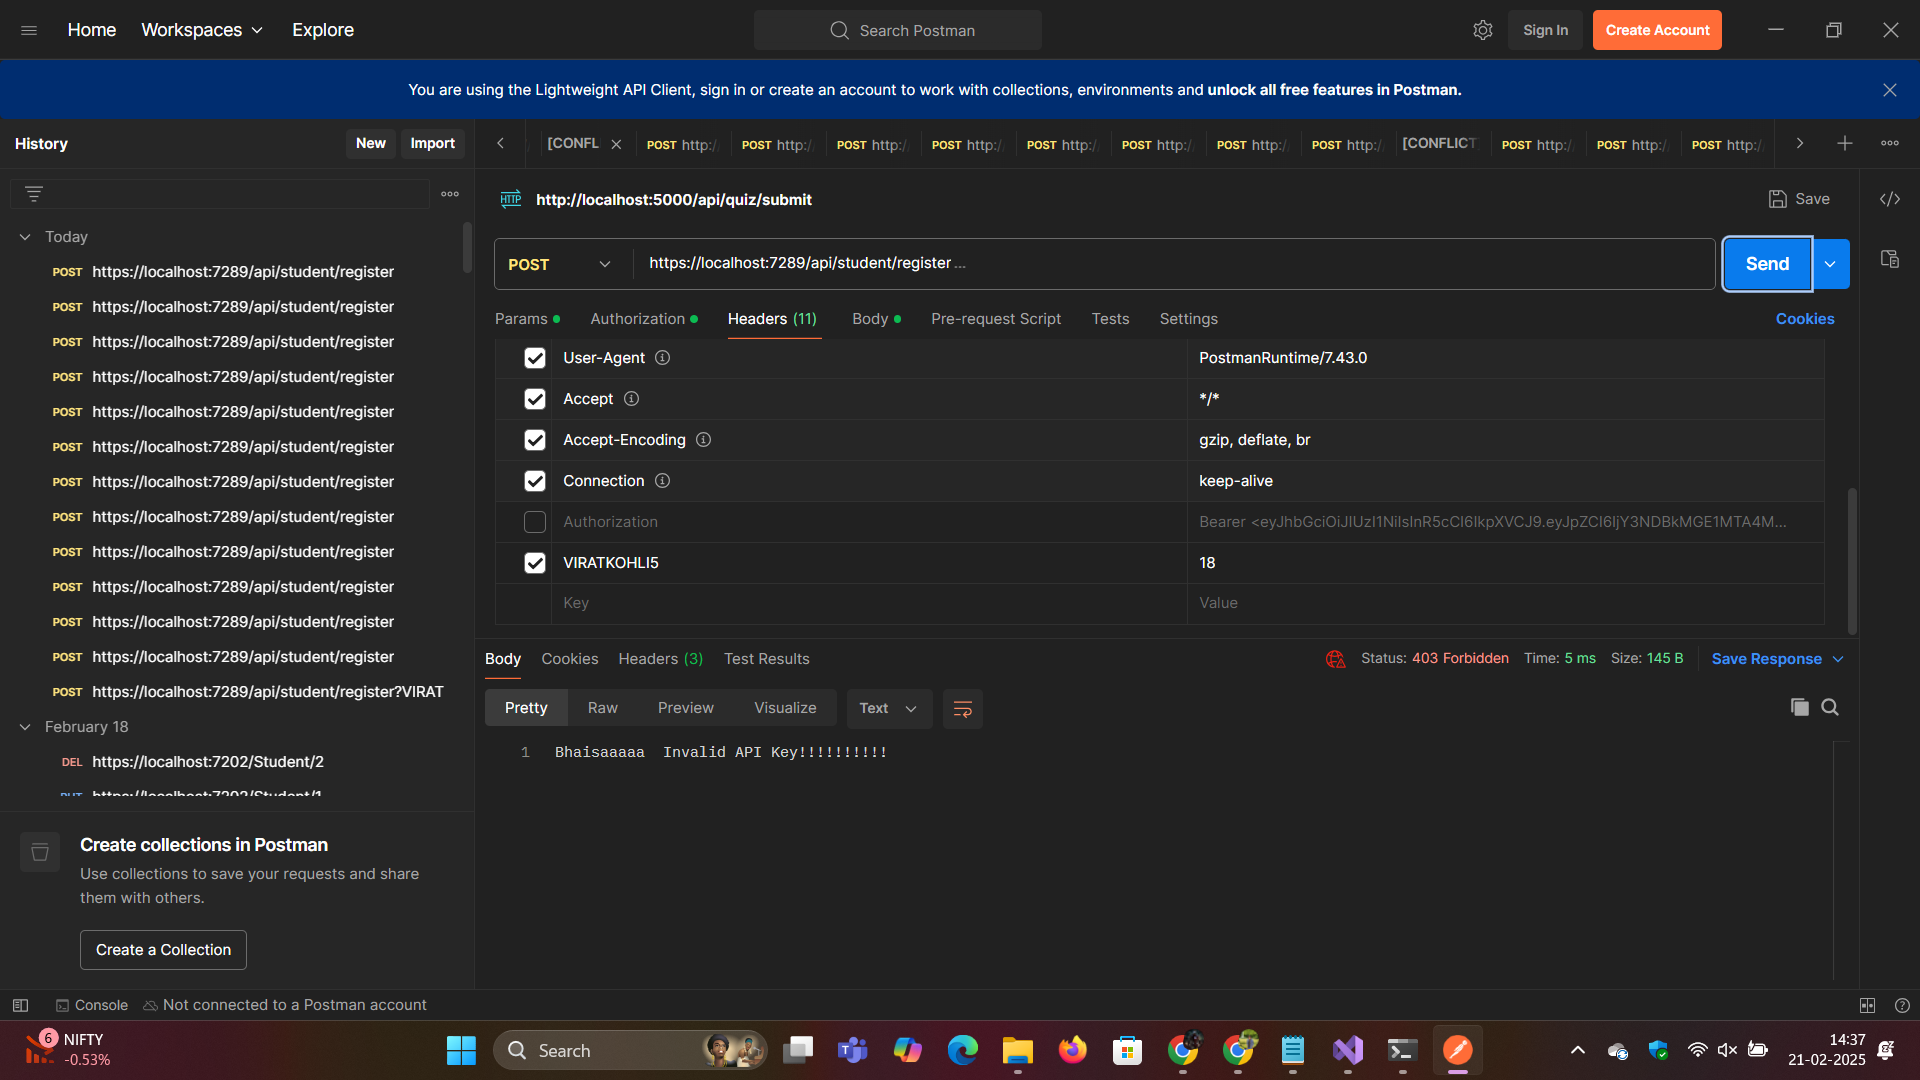 Home
Workspaces
Explore
Search Postman
Sign In
Create Account
You are using the Lightweight API Client, sign in or create an account to work with collections, environments and unlock all free features in Postman.
History
New
Import
[CONFL
POST http:/
POST http:/
POST http:/
POST http:/
POST http:/
POST http:/
POST http:/
POST http:/
[CONFLICT
POST http:/
POST http:/
POST http:/
HTTP
http://localhost:5000/api/quiz/submit
Save
Today
POST https://localhost:7289/api/student/register
POST https://localhost:7289/api/student/register
POST https://localhost:7289/api/student/register
POST https://localhost:7289/api/student/register
POST https://localhost:7289/api/student/register
POST https://localhost:7289/api/student/register
POST https://localhost:7289/api/student/register
POST https://localhost:7289/api/student/register
POST https://localhost:7289/api/student/register
POST https://localhost:7289/api/student/register
POST https://localhost:7289/api/student/register
POST https://localhost:7289/api/student/register
POST https://localhost:7289/api/student/register?VIRAT
February 18
DEL https://localhost:7202/Student/2
PUT https://localhost:7202/Student/1
Create collections in Postman
Use collections to save your requests and share
them with others.
Create a Collection
POST
https://localhost:7289/api/student/register ...
Send
Params
Authorization
Headers (11)
Body
Pre-request Script
Tests
Settings
Cookies
User-Agent PostmanRuntime/7.43.0
Accept */*
Accept-Encoding gzip, deflate, br
Connection keep-alive
Authorization Bearer <eyJhbGciOiJIUzI1NiIsInR5cCI6IkpXVCJ9.eyJpZCI6IjY3NDBkMGE1MTA4M...
VIRATKOHLI5 18
Key Value
Body
Cookies
Headers (3)
Test Results
Status: 403 Forbidden
Time: 5 ms
Size: 145 B
Save Response
Pretty
Raw
Preview
Visualize
Text
1 Bhaisaaaaa  Invalid API Key!!!!!!!!!!
Console
Not connected to a Postman account
6
NIFTY
-0.53%
Search
14:37
21-02-2025